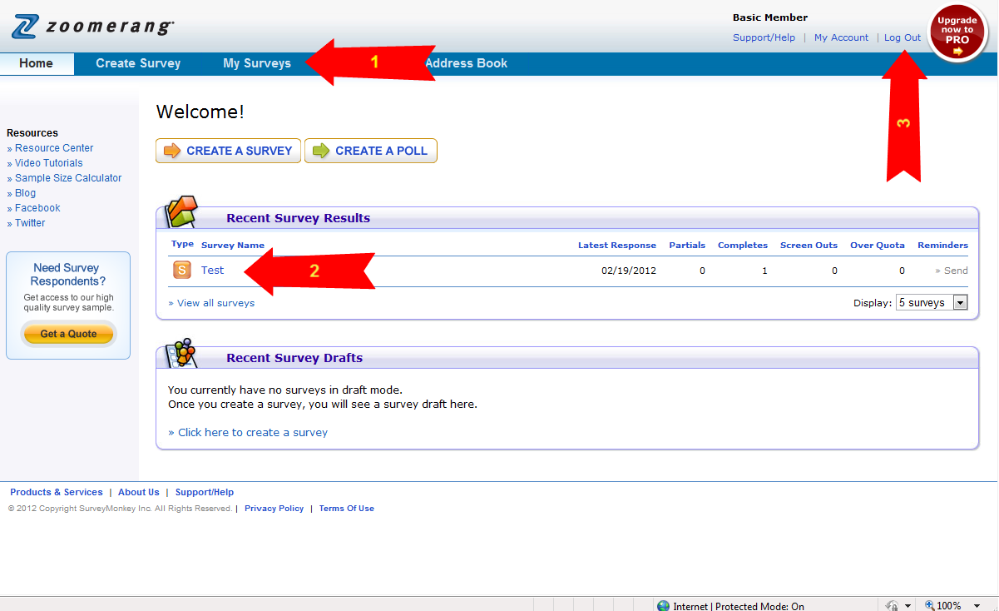 zoomerang
Basic Member
Support/Help | My Account | Log Out
Upgrade
now to
PRO
Home Create Survey My Surveys 1 Address Book
3
Welcome!
CREATE A SURVEY CREATE A POLL
Resources
» Resource Center
» Video Tutorials
» Sample Size Calculator
» Blog
» Facebook
» Twitter
Need Survey
Respondents?
Get access to our high
quality survey sample.
Get a Quote
Recent Survey Results
Type Survey Name Latest Response Partials Completes Screen Outs Over Quota Reminders
S Test 2 02/19/2012 0 1 0 0 » Send
» View all surveys Display: 5 surveys
Recent Survey Drafts
You currently have no surveys in draft mode.
Once you create a survey, you will see a survey draft here.
» Click here to create a survey
Products & Services | About Us | Support/Help
© 2012 Copyright SurveyMonkey Inc. All Rights Reserved. | Privacy Policy | Terms Of Use
Internet | Protected Mode: On 100%